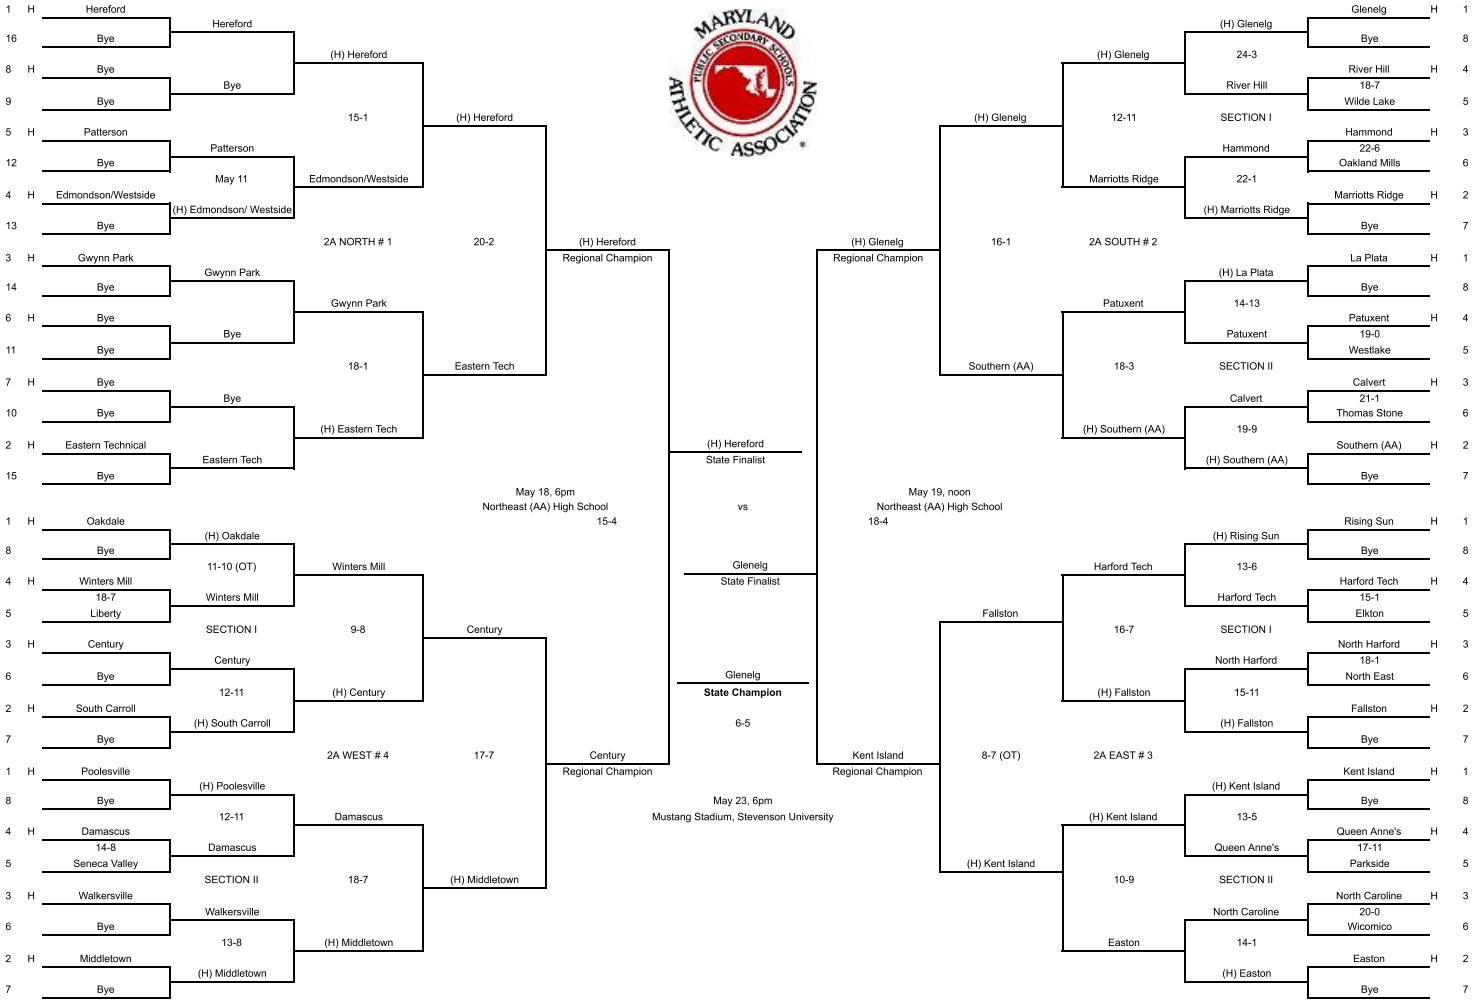 MARYLAND
PUBLIC SECONDARY SCHOOLS
ATHLETIC ASSOCIATION
®
1 H Hereford
Hereford
16 Bye
(H) Hereford
8 H Bye
Bye
9 Bye
15-1
(H) Hereford
5 H Patterson
Patterson
12 Bye
May 11
Edmondson/Westside
4 H Edmondson/Westside
(H) Edmondson/ Westside
13 Bye
2A NORTH # 1
20-2
(H) Hereford
Regional Champion
3 H Gwynn Park
Gwynn Park
14 Bye
Gwynn Park
6 H Bye
Bye
11 Bye
18-1
Eastern Tech
7 H Bye
Bye
10 Bye
(H) Eastern Tech
2 H Eastern Technical
Eastern Tech
15 Bye
(H) Hereford
State Finalist
May 18, 6pm
Northeast (AA) High School
15-4
vs
May 19, noon
Northeast (AA) High School
18-4
Glenelg
State Finalist
Glenelg
State Champion
6-5
May 23, 6pm
Mustang Stadium, Stevenson University
1 H Oakdale
(H) Oakdale
8 Bye
11-10 (OT)
Winters Mill
4 H Winters Mill
18-7
Winters Mill
5 Liberty
SECTION I
9-8
Century
3 H Century
Century
6 Bye
12-11
(H) Century
2 H South Carroll
(H) South Carroll
7 Bye
2A WEST # 4
17-7
Century
Regional Champion
1 H Poolesville
(H) Poolesville
8 Bye
12-11
Damascus
4 H Damascus
14-8
Damascus
5 Seneca Valley
SECTION II
18-7
(H) Middletown
3 H Walkersville
Walkersville
6 Bye
13-8
(H) Middletown
2 H Middletown
(H) Middletown
7 Bye
Glenelg H 1
(H) Glenelg
Bye 8
24-3
(H) Glenelg
River Hill H 4
18-7
River Hill
Wilde Lake 5
SECTION I
12-11
(H) Glenelg
Hammond H 3
22-6
Hammond
Oakland Mills 6
22-1
Marriotts Ridge
Marriotts Ridge H 2
(H) Marriotts Ridge
Bye 7
2A SOUTH # 2
16-1
(H) Glenelg
Regional Champion
La Plata H 1
(H) La Plata
Bye 8
14-13
Patuxent
Patuxent H 4
19-0
Patuxent
Westlake 5
SECTION II
18-3
Southern (AA)
Calvert H 3
21-1
Calvert
Thomas Stone 6
19-9
(H) Southern (AA)
Southern (AA) H 2
(H) Southern (AA)
Bye 7
Rising Sun H 1
(H) Rising Sun
Bye 8
13-6
Harford Tech
Harford Tech H 4
15-1
Harford Tech
Elkton 5
SECTION I
16-7
Fallston
North Harford H 3
18-1
North Harford
North East 6
15-11
(H) Fallston
Fallston H 2
(H) Fallston
Bye 7
2A EAST # 3
8-7 (OT)
Kent Island
Regional Champion
Kent Island H 1
(H) Kent Island
Bye 8
13-5
(H) Kent Island
Queen Anne's H 4
17-11
Queen Anne's
Parkside 5
SECTION II
10-9
(H) Kent Island
North Caroline H 3
20-0
North Caroline
Wicomico 6
14-1
Easton
Easton H 2
(H) Easton
Bye 7